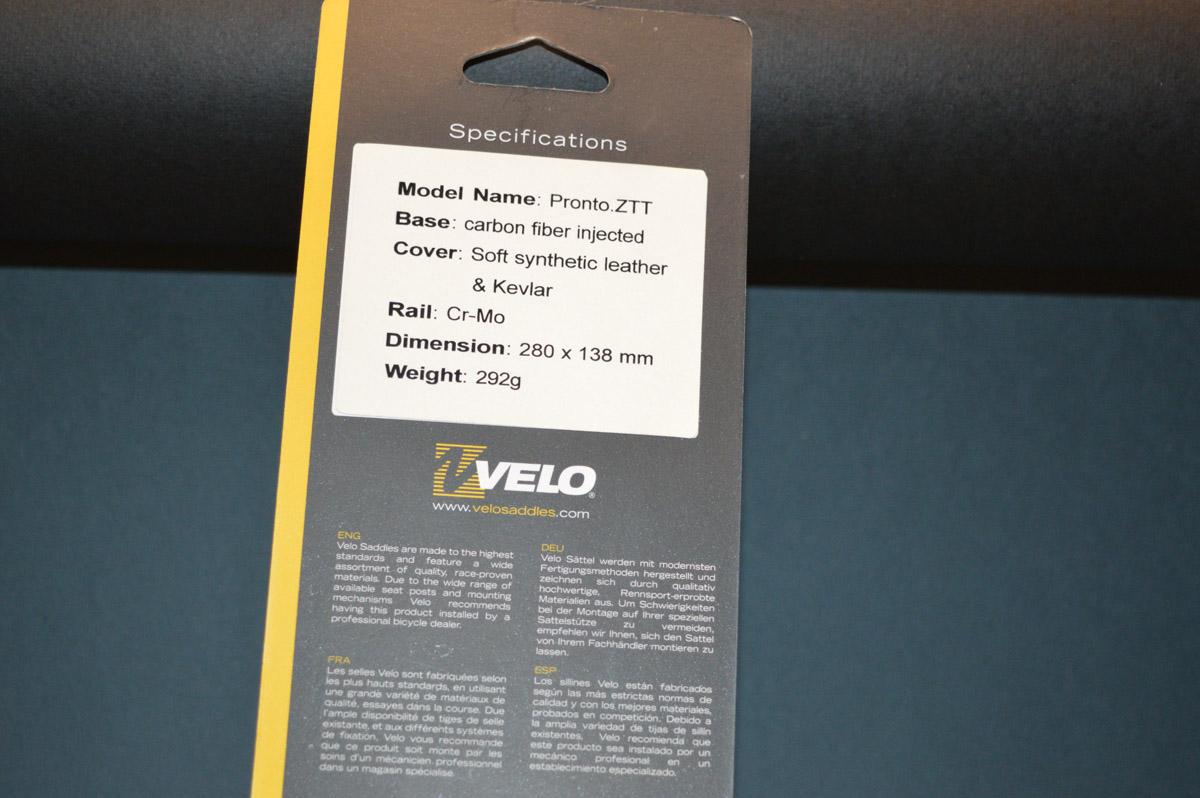 Specifications
Model Name: Pronto.ZTT
Base: carbon fiber injected
Cover: Soft synthetic leather
& Kevlar
Rail: Cr-Mo
Dimension: 280 x 138 mm
Weight: 292g
VELO®
www.velosaddles.com
ENG
Velo Saddles are made to the highest
standards and feature a wide
assortment of quality, race-proven
materials. Due to the wide range of
available seat posts and mounting
mechanisms Velo recommends
having this product installed by a
professional bicycle dealer.
DEU
Velo Sättel werden mit modernsten
Fertigungsmethoden hergestellt und
zeichnen sich durch qualitativ
hochwertige, Rennsport-erprobte
Materialien aus. Um Schwierigkeiten
bei der Montage auf Ihrer speziellen
Sattelstütze zu vermeiden,
empfehlen wir Ihnen, sich den Sattel
von Ihrem Fachhändler montieren zu
lassen.
FRA
Les selles Velo sont fabriquées selon
les plus hauts standards, en utilisant
une grande variété de matériaux de
qualité, essayes dans la course. Due
l'ample disponibilité de tiges de selle
existante, et aux différents systèmes
de fixation, Velo vous recommande
que ce produit soit monte par les
soins d'un mécanicien professionnel
dans un magasin spécialise.
ESP
Los sillines Velo están fabricados
según las más estrictas normas de
calidad y con los mejores materiales,
probados en competición. Debido a
la amplia variedad de tijas de sillin
existentes, Velo recomienda que
este producto sea instalado por un
mecánico profesional en un
establecimiento especializado.